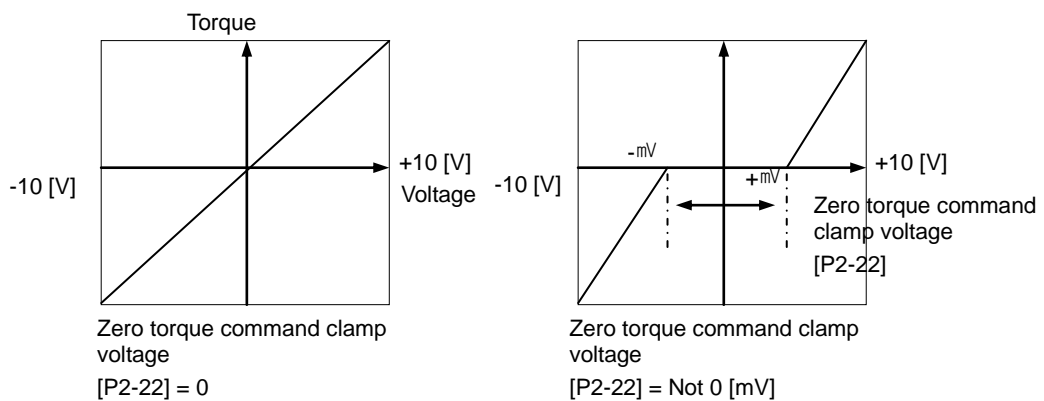 Torque
-10 [V]
+10 [V]
Voltage
Zero torque command clamp
voltage
[P2-22] = 0
-10 [V]
-㎷
+㎷
+10 [V]
Zero torque command
clamp voltage
[P2-22]
Zero torque command clamp
voltage
[P2-22] = Not 0 [mV]